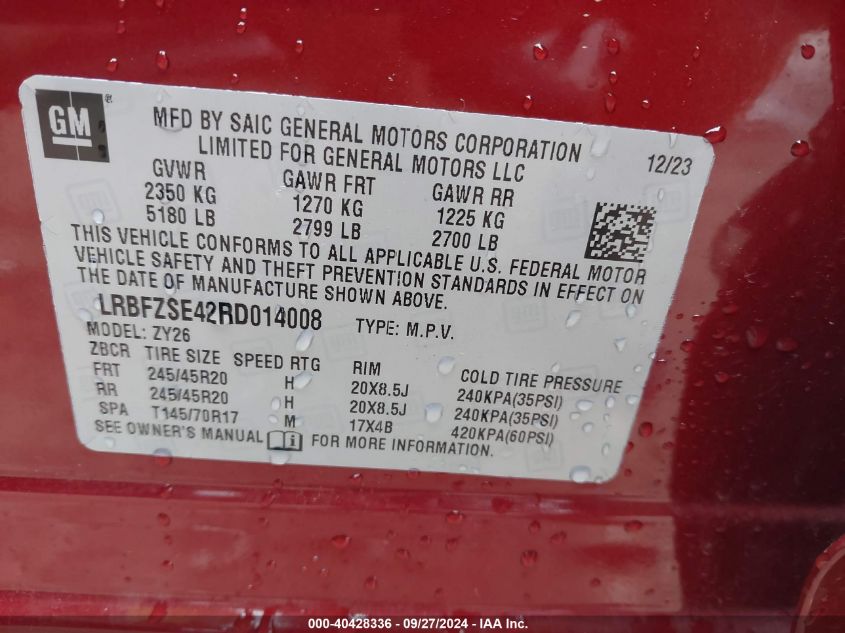 GM ®
MFD BY SAIC GENERAL MOTORS CORPORATION
LIMITED FOR GENERAL MOTORS LLC
12/23
GVWR GAWR FRT GAWR RR
2350 KG 1270 KG 1225 KG
5180 LB 2799 LB 2700 LB
THIS VEHICLE CONFORMS TO ALL APPLICABLE U.S. FEDERAL MOTOR
VEHICLE SAFETY AND THEFT PREVENTION STANDARDS IN EFFECT ON
THE DATE OF MANUFACTURE SHOWN ABOVE.
LRBFZSE42RD014008 TYPE: M.P.V.
MODEL: ZY26
ZBCR TIRE SIZE SPEED RTG RIM COLD TIRE PRESSURE
FRT 245/45R20 H 20X8.5J 240KPA(35PSI)
RR 245/45R20 H 20X8.5J 240KPA(35PSI)
SPA T145/70R17 M 17X4B 420KPA(60PSI)
SEE OWNER'S MANUAL FOR MORE INFORMATION.
000-40428336 - 09/27/2024 - IAA Inc.